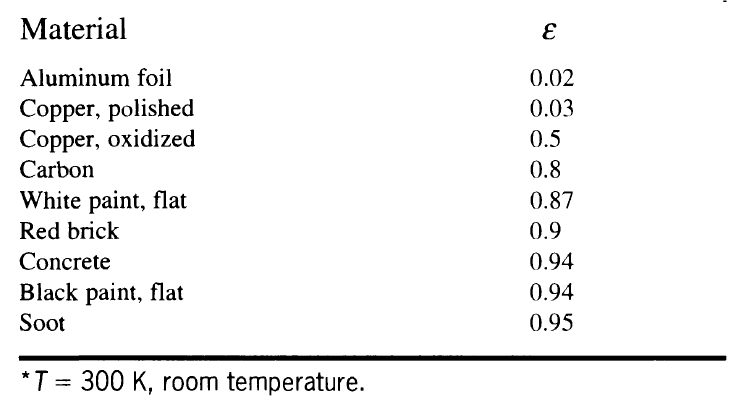 Material ε
Aluminum foil 0.02
Copper, polished 0.03
Copper, oxidized 0.5
Carbon 0.8
White paint, flat 0.87
Red brick 0.9
Concrete 0.94
Black paint, flat 0.94
Soot 0.95
*T = 300 K, room temperature.